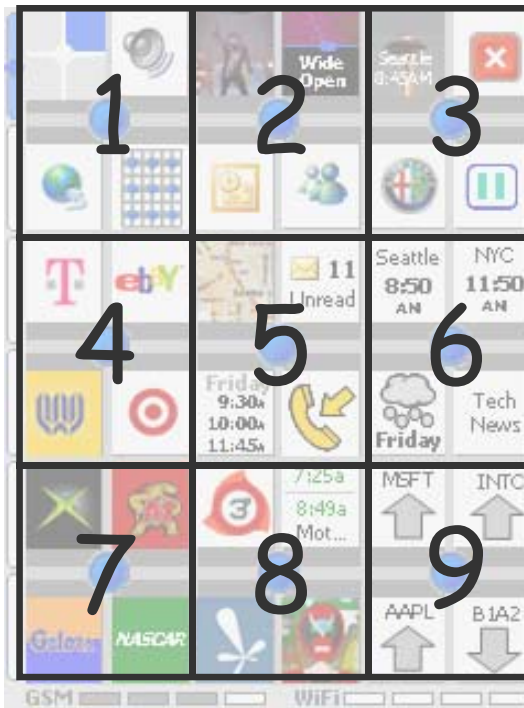 Wide
Open
Seattle
8:45AM
1
2
3
T
ebY
11
Unread
Seattle
8:50
AM
NYC
11:50
AM
4
5
6
Friday
9:30A
10:00A
11:45A
Friday
Tech
News
7:25a
8:49a
Mot...
MSFT
INTC
3
7
8
9
NASCAR
AAPL
B1A2
GSM
WiFi